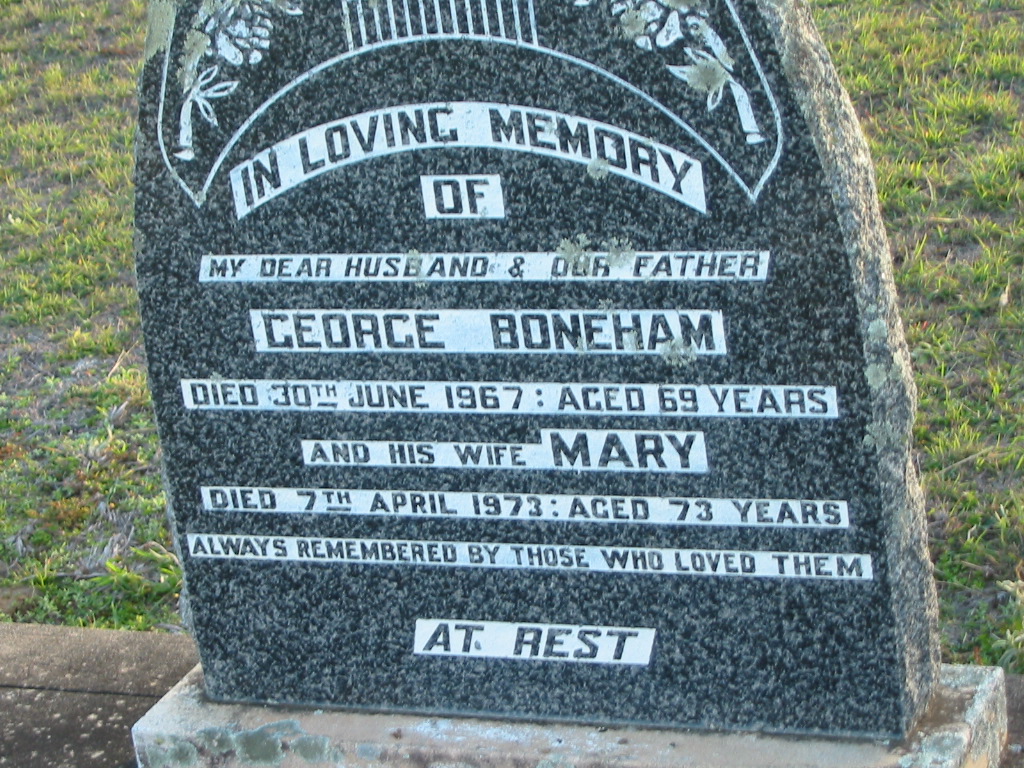 IN LOVING MEMORY
OF
MY DEAR HUSBAND & OUR FATHER
GEORGE BONEHAM
DIED 30TH JUNE 1967: AGED 69 YEARS
AND HIS WIFE MARY
DIED 7TH APRIL 1973: AGED 73 YEARS
ALWAYS REMEMBERED BY THOSE WHO LOVED THEM
AT REST